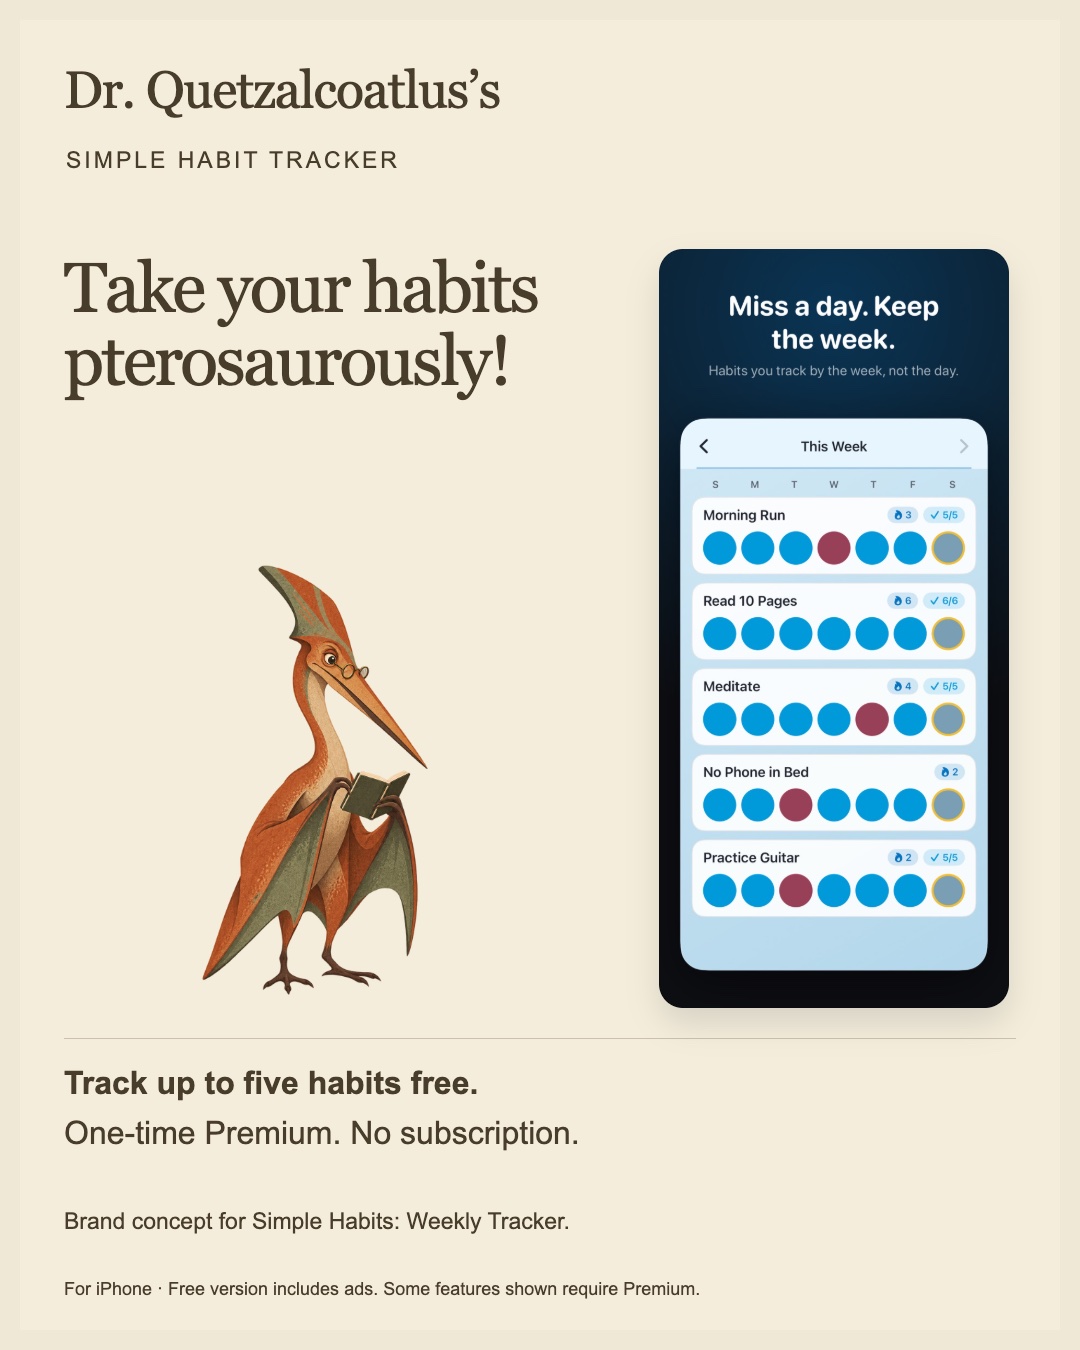 Dr. Quetzalcoatlus’s
SIMPLE HABIT TRACKER
Take your habits
pterosaurously!
Miss a day. Keep
the week.
Habits you track by the week, not the day.
This Week
S M T W T F S
Morning Run 3 5/5
Read 10 Pages 6 6/6
Meditate 4 5/5
No Phone in Bed 2
Practice Guitar 2 5/5
Track up to five habits free.
One-time Premium. No subscription.
Brand concept for Simple Habits: Weekly Tracker.
For iPhone · Free version includes ads. Some features shown require Premium.